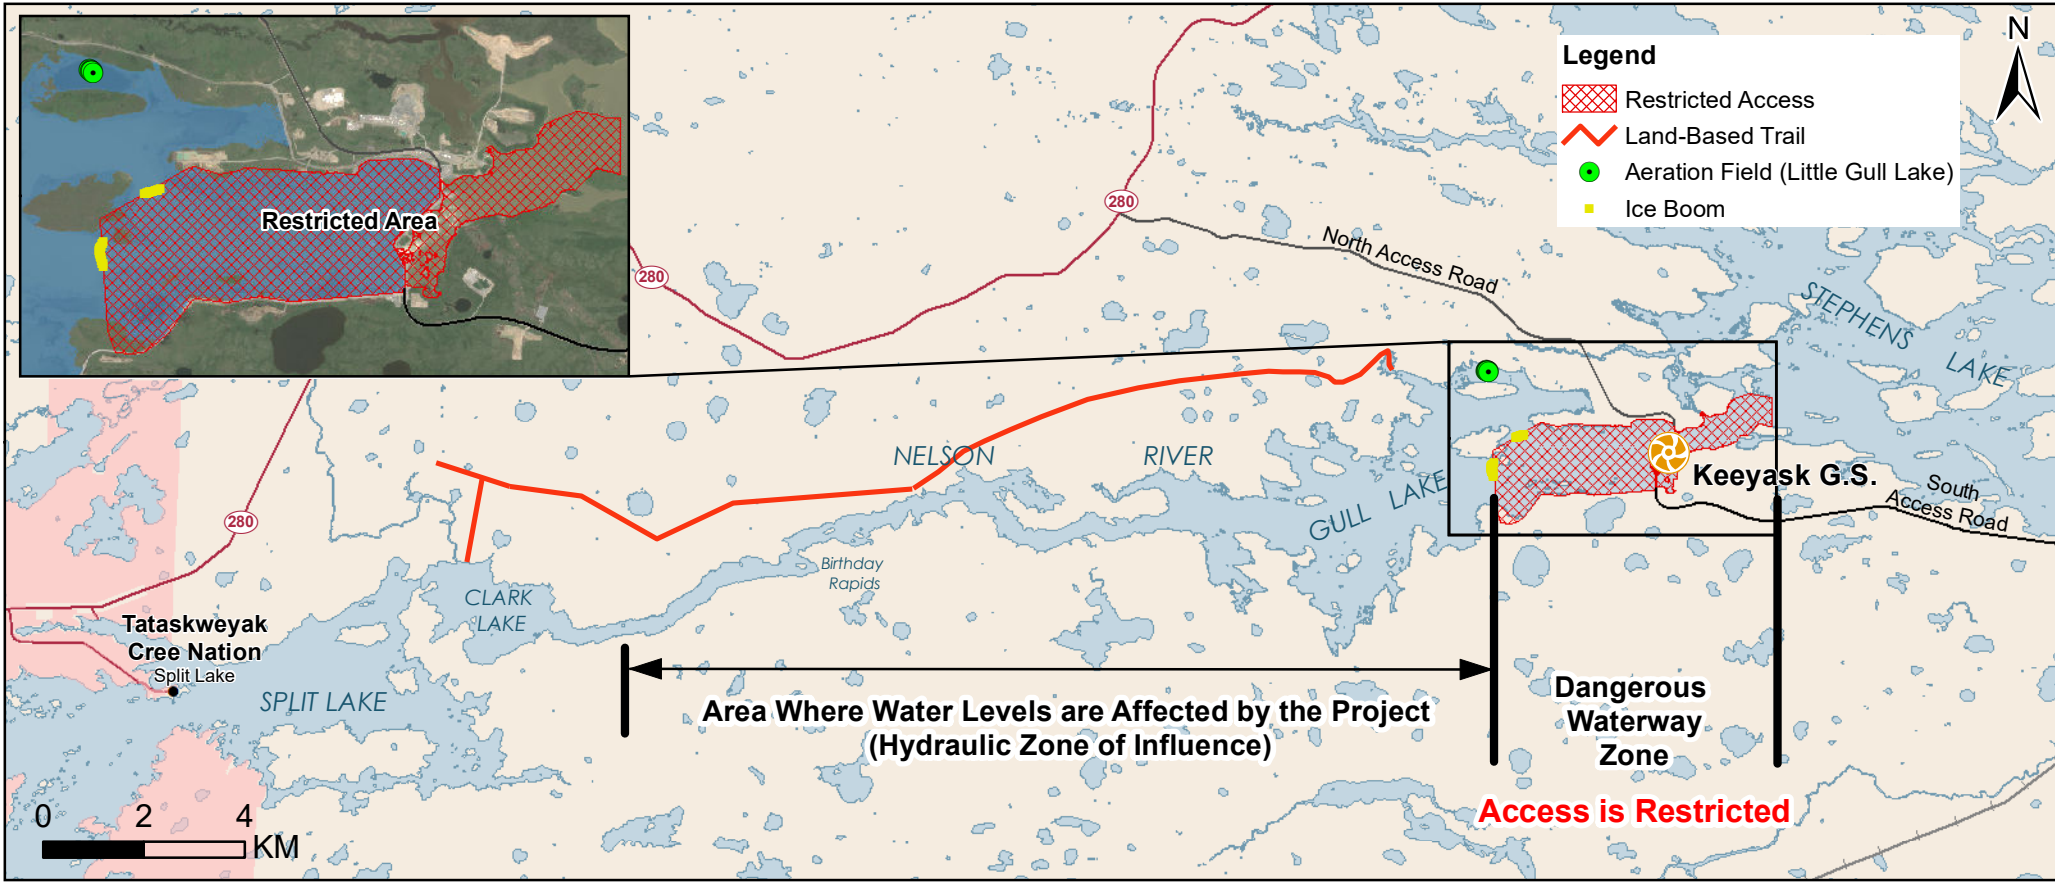 Restricted Area
N
Legend
Restricted Access
Land-Based Trail
Aeration Field (Little Gull Lake)
Ice Boom
280
280
280
North Access Road
STEPHENS
LAKE
NELSON
RIVER
GULL LAKE
Keeyask G.S.
South
Access Road
Birthday
Rapids
CLARK
LAKE
Tataskweyak
Cree Nation
Split Lake
SPLIT LAKE
Area Where Water Levels are Affected by the Project
(Hydraulic Zone of Influence)
Dangerous
Waterway
Zone
Access is Restricted
0 2 4
KM